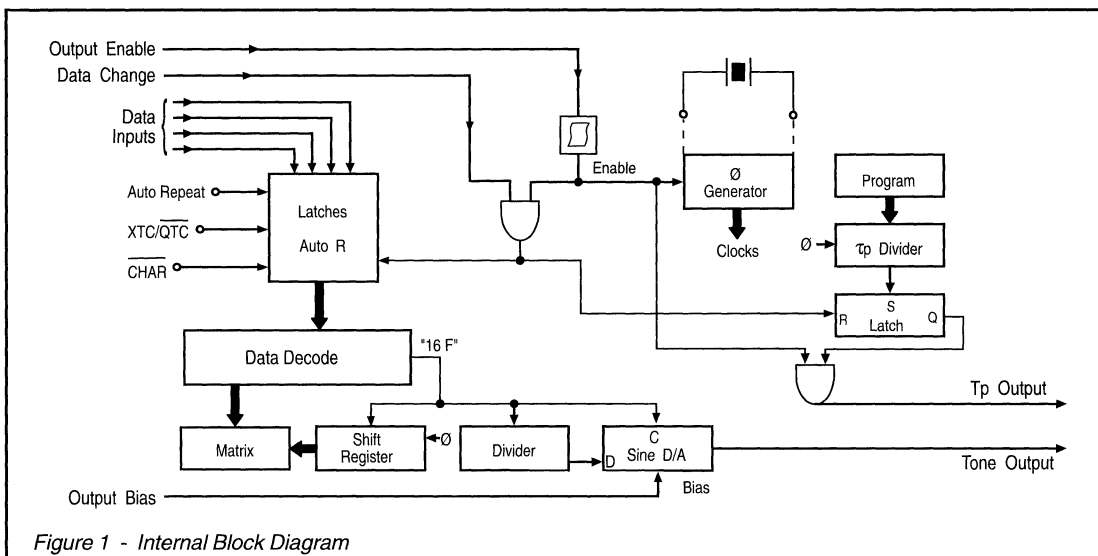 Output Enable
Data Change
Data
Inputs
Auto Repeat
XTC/Q̅T̅C̅
C̅H̅A̅R̅
Latches
Auto R
Enable
Ø
Generator
Clocks
Program
Ø
τp Divider
S
R
Q
Latch
Data Decode
"16 F"
Tp Output
Matrix
Shift
Register
Ø
Divider
C
Sine D/A
D
Tone Output
Bias
Output Bias
Figure 1 - Internal Block Diagram